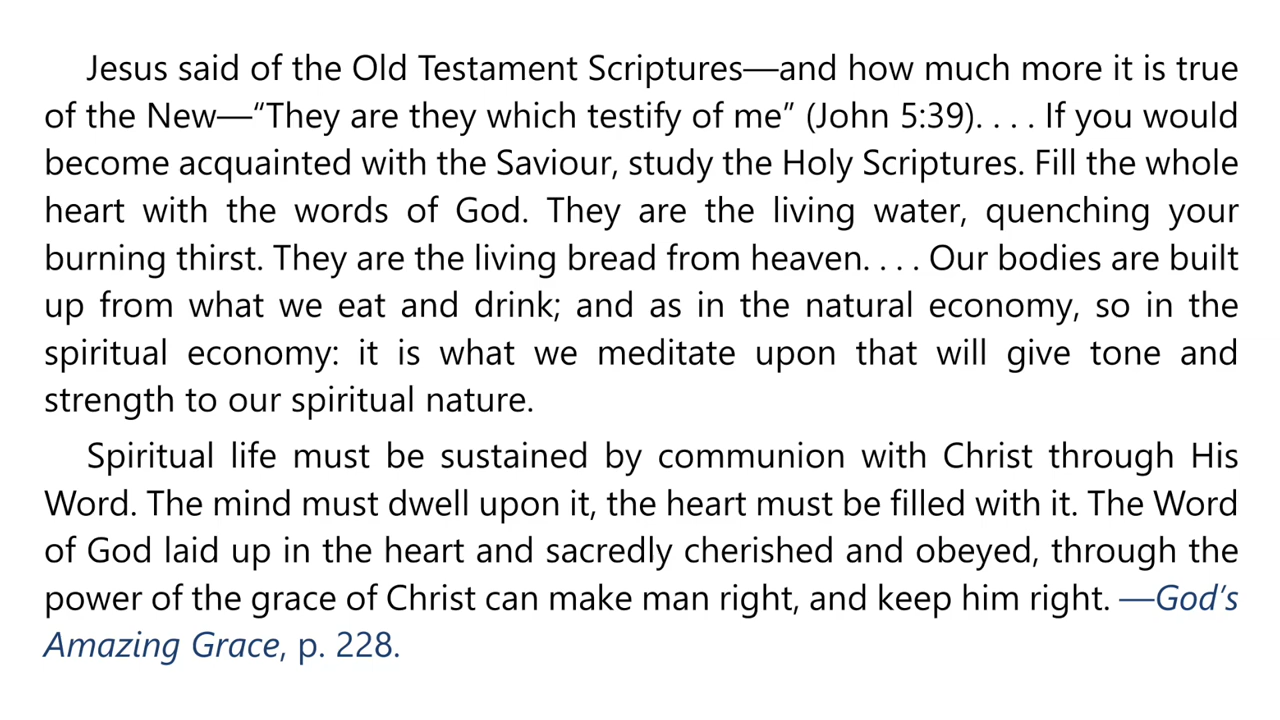 Jesus said of the Old Testament Scriptures—and how much more it is true
of the New—“They are they which testify of me” (John 5:39). . . . If you would
become acquainted with the Saviour, study the Holy Scriptures. Fill the whole
heart with the words of God. They are the living water, quenching your
burning thirst. They are the living bread from heaven. . . . Our bodies are built
up from what we eat and drink; and as in the natural economy, so in the
spiritual economy: it is what we meditate upon that will give tone and
strength to our spiritual nature.
Spiritual life must be sustained by communion with Christ through His
Word. The mind must dwell upon it, the heart must be filled with it. The Word
of God laid up in the heart and sacredly cherished and obeyed, through the
power of the grace of Christ can make man right, and keep him right. —God’s
Amazing Grace, p. 228.